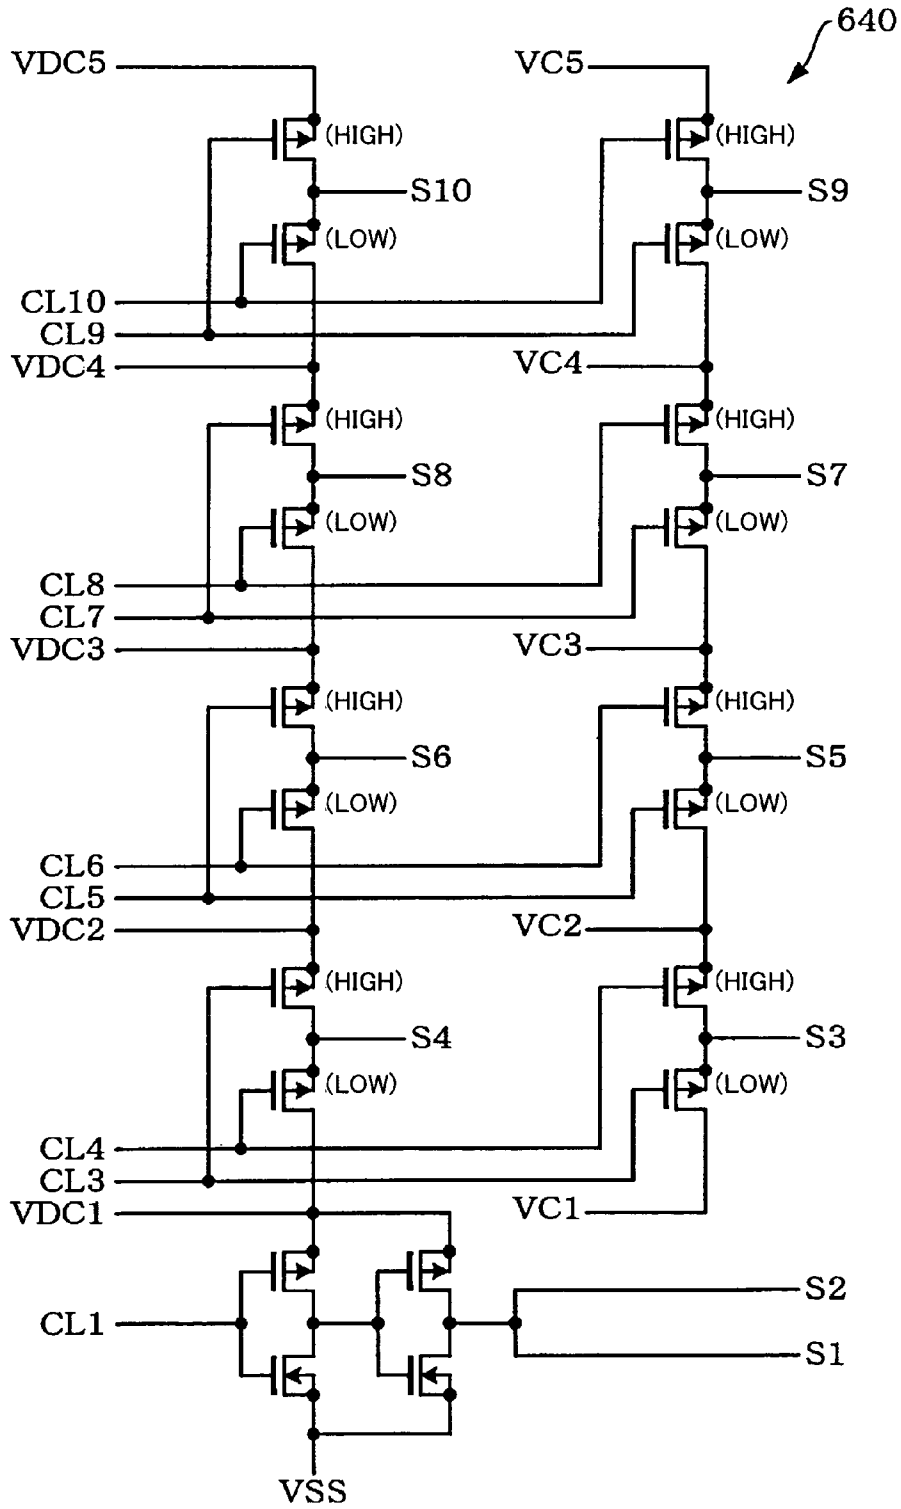 640
VDC5 VC5
(HIGH) (HIGH)
S10 S9
(LOW) (LOW)
CL10
CL9
VDC4 VC4
(HIGH) (HIGH)
S8 S7
(LOW) (LOW)
CL8
CL7
VDC3 VC3
(HIGH) (HIGH)
S6 S5
(LOW) (LOW)
CL6
CL5
VDC2 VC2
(HIGH) (HIGH)
S4 S3
(LOW) (LOW)
CL4
CL3
VDC1 VC1
S2
CL1
S1
VSS